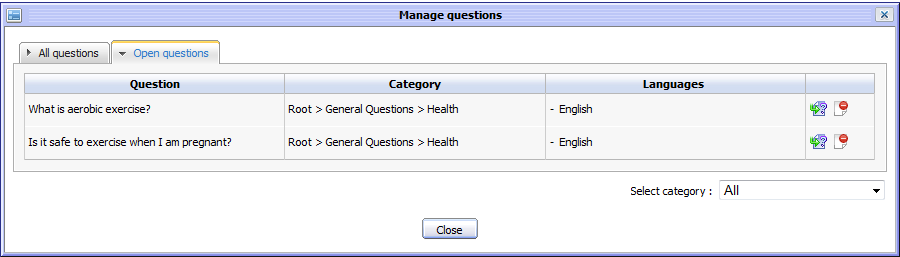 Manage questions
All questions Open questions
Question Category Languages
What is aerobic exercise? Root > General Questions > Health - English
Is it safe to exercise when I am pregnant? Root > General Questions > Health - English
Select category : All
Close